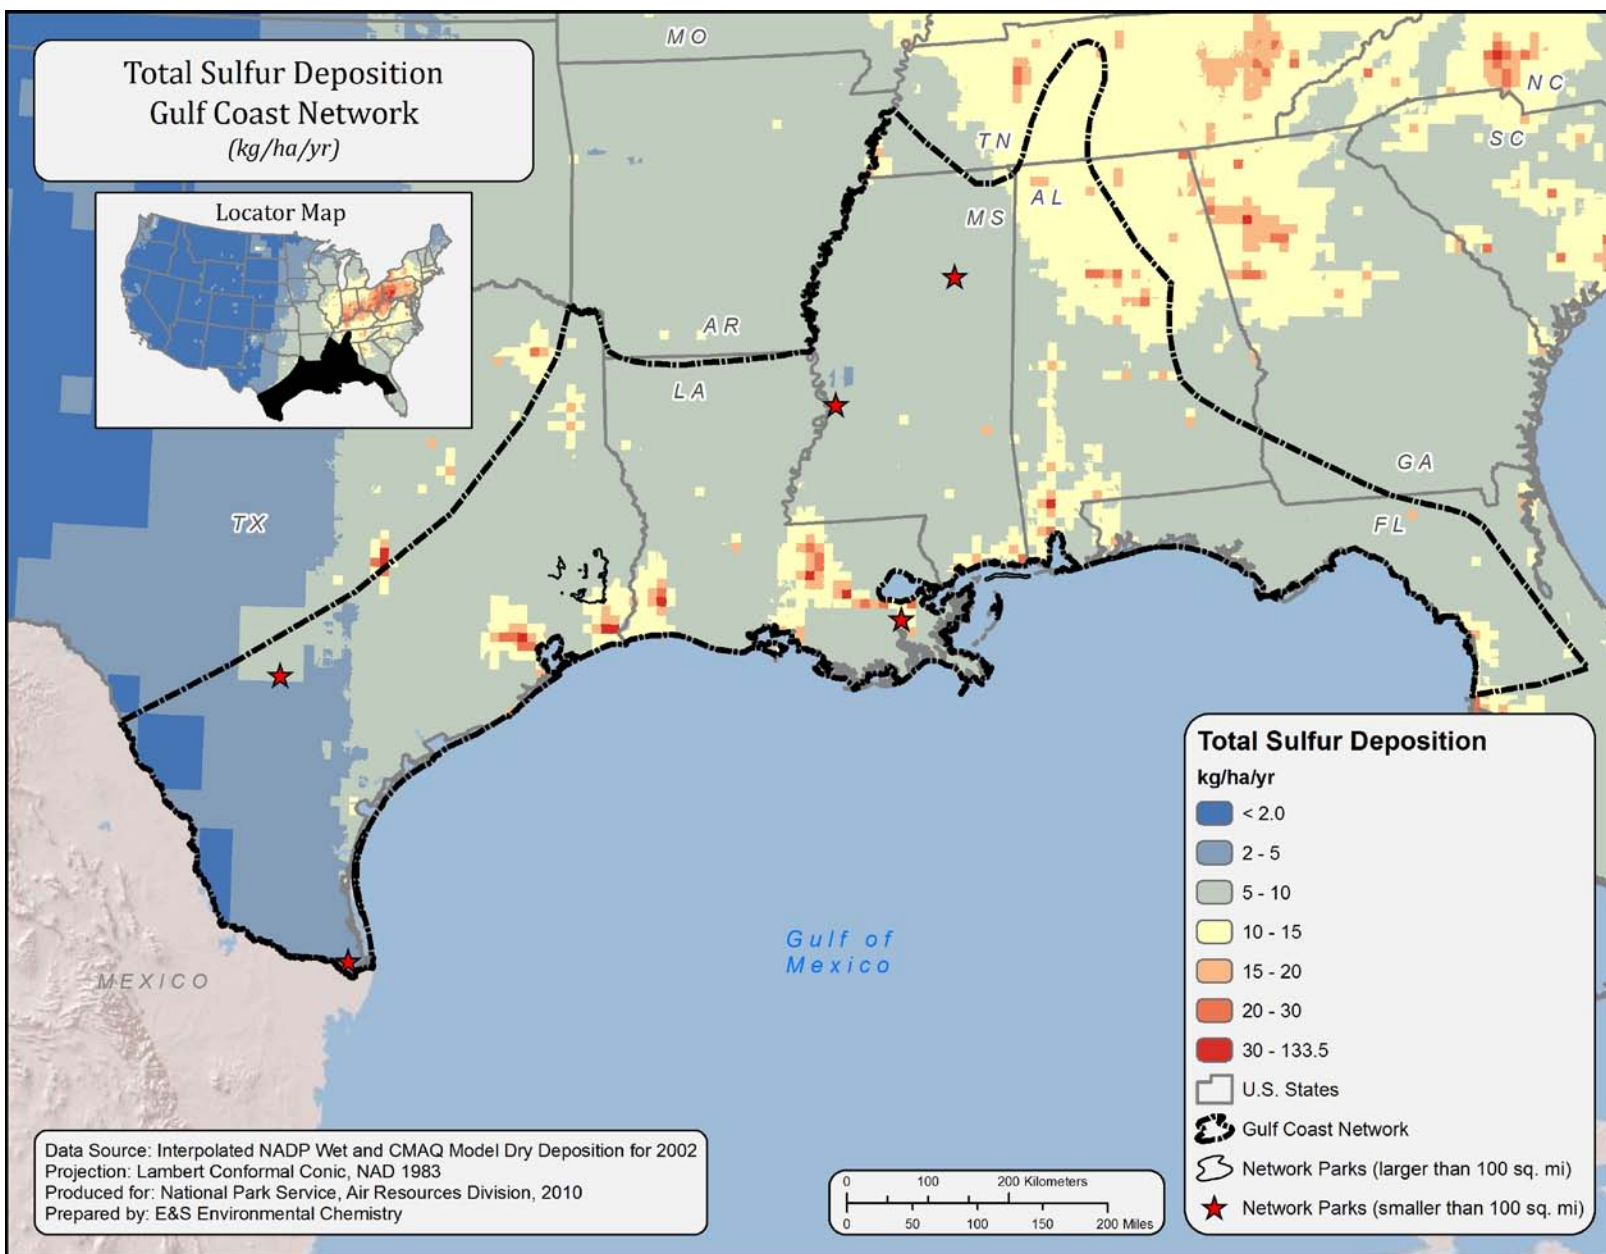 Total Sulfur Deposition
Gulf Coast Network
(kg/ha/yr)
Locator Map
MO
NC
TN
SC
AL
MS
AR
LA
GA
TX
FL
Gulf of
Mexico
MEXICO
Total Sulfur Deposition
kg/ha/yr
< 2.0
2 - 5
5 - 10
10 - 15
15 - 20
20 - 30
30 - 133.5
U.S. States
Gulf Coast Network
Network Parks (larger than 100 sq. mi)
Network Parks (smaller than 100 sq. mi)
Data Source: Interpolated NADP Wet and CMAQ Model Dry Deposition for 2002
Projection: Lambert Conformal Conic, NAD 1983
Produced for: National Park Service, Air Resources Division, 2010
Prepared by: E&S Environmental Chemistry
0 100 200 Kilometers
0 50 100 150 200 Miles